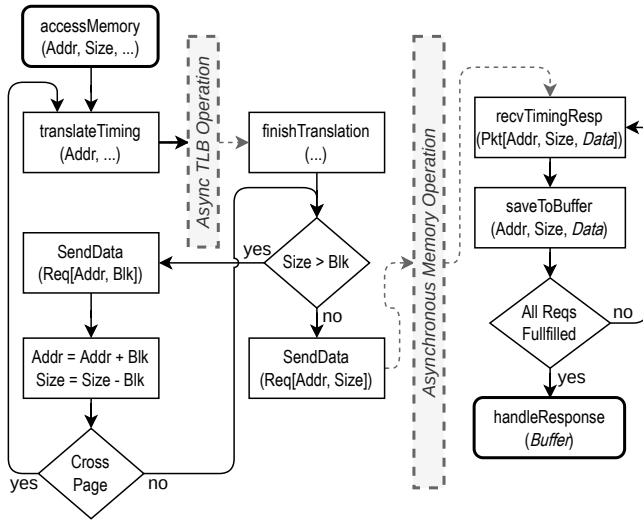 accessMemory
(Addr, Size, ...)
translateTiming
(Addr, ...)
Async TLB Operation
finishTranslation
(...)
Size > Blk
yes
no
SendData
(Req[Addr, Blk])
Addr = Addr + Blk
Size = Size - Blk
Cross
Page
yes
no
SendData
(Req[Addr, Size])
Asynchronous Memory Operation
recvTimingResp
(Pkt[Addr, Size, Data])
saveToBuffer
(Addr, Size, Data)
All Reqs
Fullfilled
no
yes
handleResponse
(Buffer)